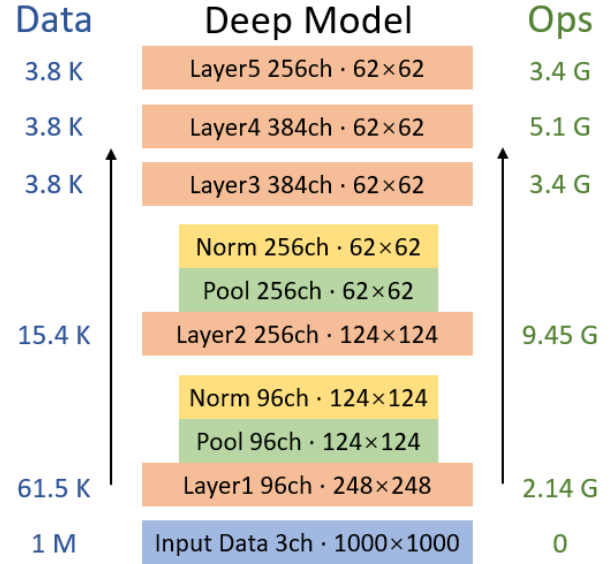 Data Deep Model Ops
3.8 K Layer5 256ch · 62×62 3.4 G
3.8 K Layer4 384ch · 62×62 5.1 G
3.8 K Layer3 384ch · 62×62 3.4 G
Norm 256ch · 62×62
Pool 256ch · 62×62
15.4 K Layer2 256ch · 124×124 9.45 G
Norm 96ch · 124×124
Pool 96ch · 124×124
61.5 K Layer1 96ch · 248×248 2.14 G
1 M Input Data 3ch · 1000×1000 0